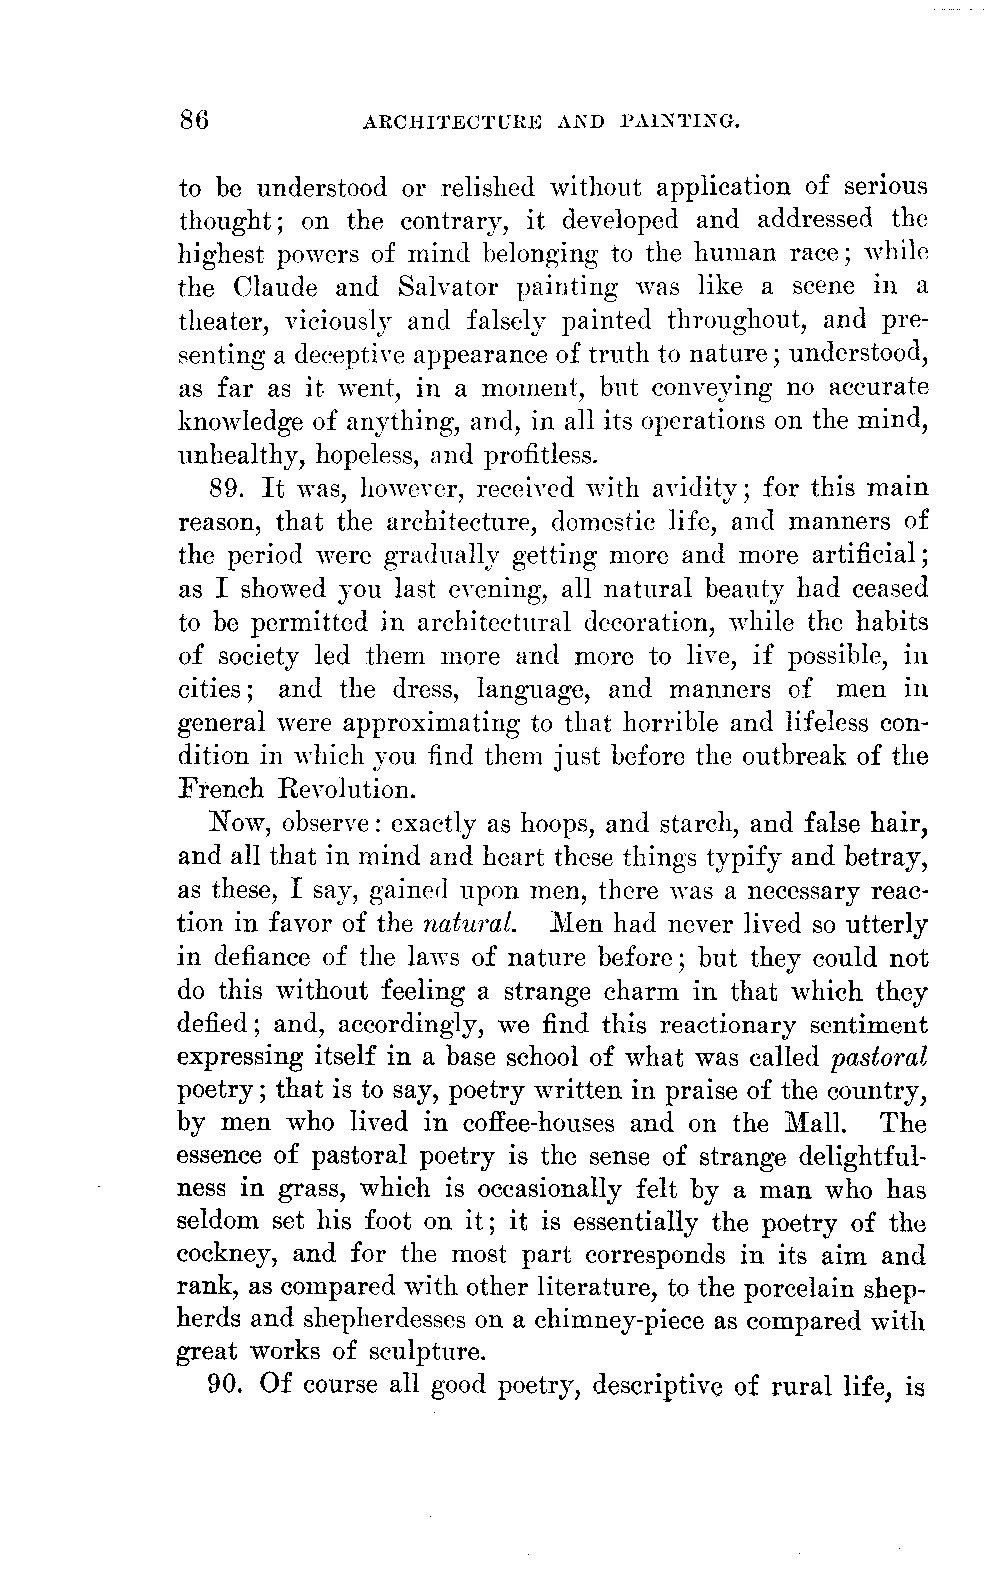 86 ARCHITECTURE AND PAINTING.
to be understood or relished without application of serious
thought; on the contrary, it developed and addressed the
highest powers of mind belonging to the human race; while
the Claude and Salvator painting was like a scene in a
theater, viciously and falsely painted throughout, and pre-
senting a deceptive appearance of truth to nature; understood,
as far as it went, in a moment, but conveying no accurate
knowledge of anything, and, in all its operations on the mind,
unhealthy, hopeless, and profitless.
89. It was, however, received with avidity; for this main
reason, that the architecture, domestic life, and manners of
the period were gradually getting more and more artificial;
as I showed you last evening, all natural beauty had ceased
to be permitted in architectural decoration, while the habits
of society led them more and more to live, if possible, in
cities; and the dress, language, and manners of men in
general were approximating to that horrible and lifeless con-
dition in which you find them just before the outbreak of the
French Revolution.
Now, observe: exactly as hoops, and starch, and false hair,
and all that in mind and heart these things typify and betray,
as these, I say, gained upon men, there was a necessary reac-
tion in favor of the natural. Men had never lived so utterly
in defiance of the laws of nature before; but they could not
do this without feeling a strange charm in that which they
defied; and, accordingly, we find this reactionary sentiment
expressing itself in a base school of what was called pastoral
poetry; that is to say, poetry written in praise of the country,
by men who lived in coffee-houses and on the Mall. The
essence of pastoral poetry is the sense of strange delightful-
ness in grass, which is occasionally felt by a man who has
seldom set his foot on it; it is essentially the poetry of the
cockney, and for the most part corresponds in its aim and
rank, as compared with other literature, to the porcelain shep-
herds and shepherdesses on a chimney-piece as compared with
great works of sculpture.
90. Of course all good poetry, descriptive of rural life, is